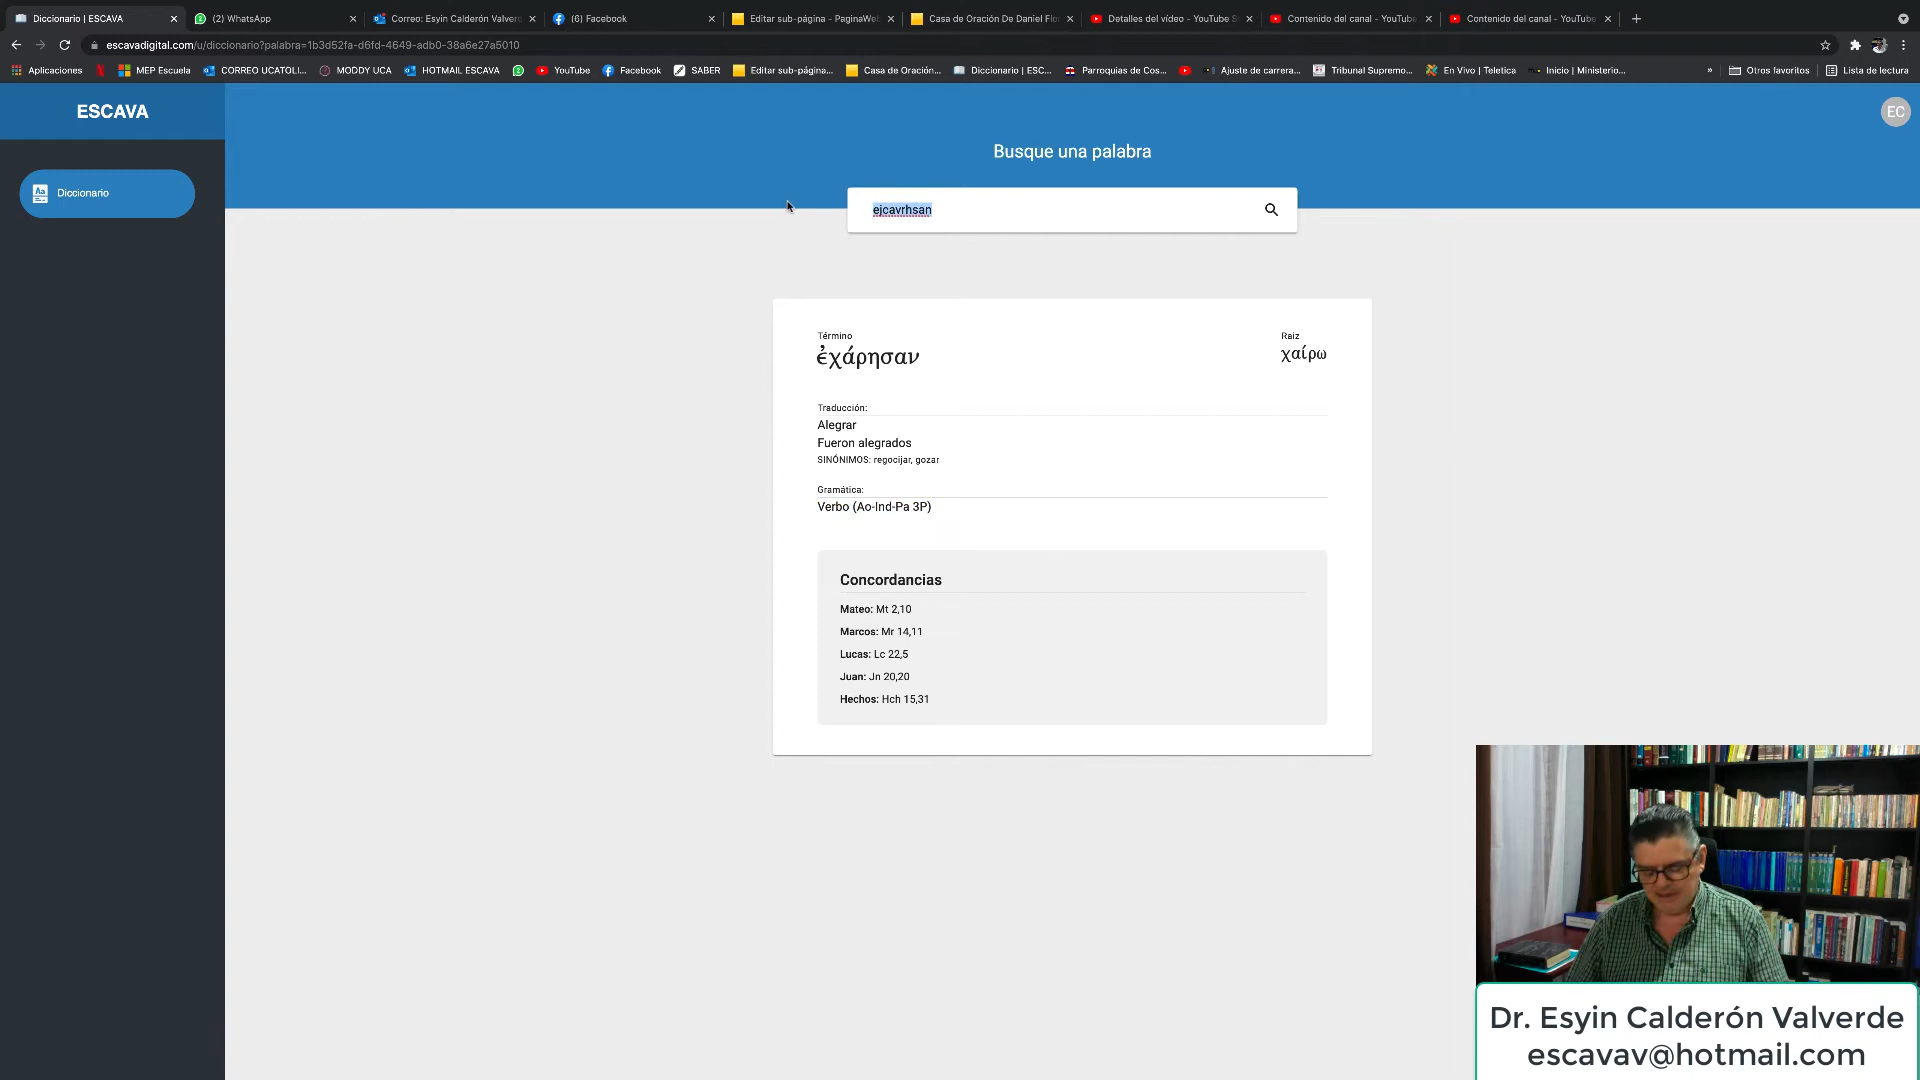 Diccionario | ESCAVA
(2) WhatsApp
Correo: Esyin Calderón Valverd
(6) Facebook
Editar sub-página - PaginaWeb
Casa de Oración De Daniel Flor
Detalles del vídeo - YouTube S
Contenido del canal - YouTube
Contenido del canal - YouTube
escavadigital.com/u/diccionario?palabra=1b3d52fa-d6fd-4649-adb0-38a6e27a5010
Aplicaciones
MEP Escuela
CORREO UCATOLI...
MODDY UCA
HOTMAIL ESCAVA
YouTube
Facebook
SABER
Editar sub-página...
Casa de Oración...
Diccionario | ESC...
Parroquias de Cos...
Ajuste de carrera...
Tribunal Supremo...
En Vivo | Teletica
Inicio | Ministerio...
»
Otros favoritos
Lista de lectura
ESCAVA
EC
Busque una palabra
Diccionario
ejcavrhsan
Término
Raiz
ἐχάρησαν
χαίρω
Traducción:
Alegrar
Fueron alegrados
SINÓNIMOS: regocijar, gozar
Gramática:
Verbo (Ao-Ind-Pa 3P)
Concordancias
Mateo: Mt 2,10
Marcos: Mr 14,11
Lucas: Lc 22,5
Juan: Jn 20,20
Hechos: Hch 15,31
Dr. Esyin Calderón Valverde
escavav@hotmail.com